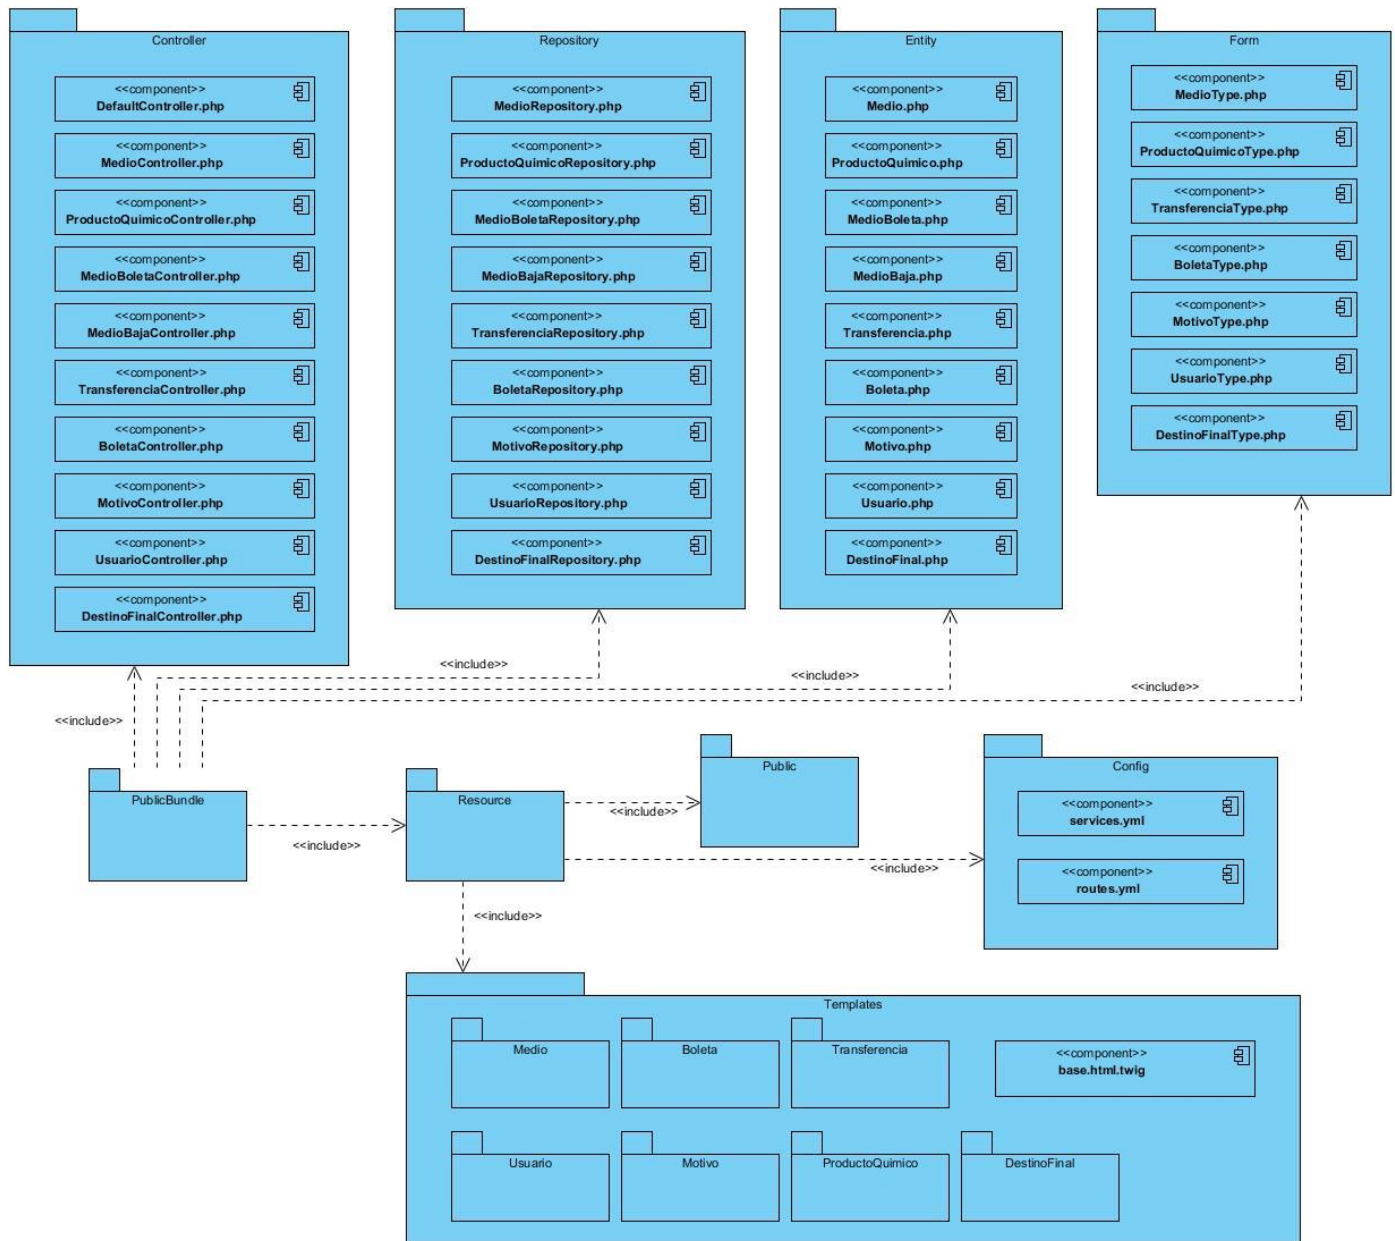 Controller
<<component>>
DefaultController.php
<<component>>
MedioController.php
<<component>>
ProductoQuimicoController.php
<<component>>
MedioBoletaController.php
<<component>>
MedioBajaController.php
<<component>>
TransferenciaController.php
<<component>>
BoletaController.php
<<component>>
MotivoController.php
<<component>>
UsuarioController.php
<<component>>
DestinoFinalController.php
Repository
<<component>>
MedioRepository.php
<<component>>
ProductoQuimicoRepository.php
<<component>>
MedioBoletaRepository.php
<<component>>
MedioBajaRepository.php
<<component>>
TransferenciaRepository.php
<<component>>
BoletaRepository.php
<<component>>
MotivoRepository.php
<<component>>
UsuarioRepository.php
<<component>>
DestinoFinalRepository.php
Entity
<<component>>
Medio.php
<<component>>
ProductoQuimico.php
<<component>>
MedioBoleta.php
<<component>>
MedioBaja.php
<<component>>
Transferencia.php
<<component>>
Boleta.php
<<component>>
Motivo.php
<<component>>
Usuario.php
<<component>>
DestinoFinal.php
Form
<<component>>
MedioType.php
<<component>>
ProductoQuimicoType.php
<<component>>
TransferenciaType.php
<<component>>
BoletaType.php
<<component>>
MotivoType.php
<<component>>
UsuarioType.php
<<component>>
DestinoFinalType.php
<<include>>
<<include>>
<<include>>
<<include>>
PublicBundle
<<include>>
Resource
<<include>>
Public
<<include>>
Config
<<component>>
services.yml
<<component>>
routes.yml
<<include>>
Templates
Medio
Boleta
Transferencia
<<component>>
base.html.twig
Usuario
Motivo
ProductoQuimico
DestinoFinal